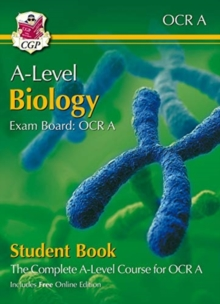 OCR A
CGP
A-Level
Biology
Exam Board: OCR A
Student Book
The Complete A-Level Course for OCR A
Includes Free Online Edition